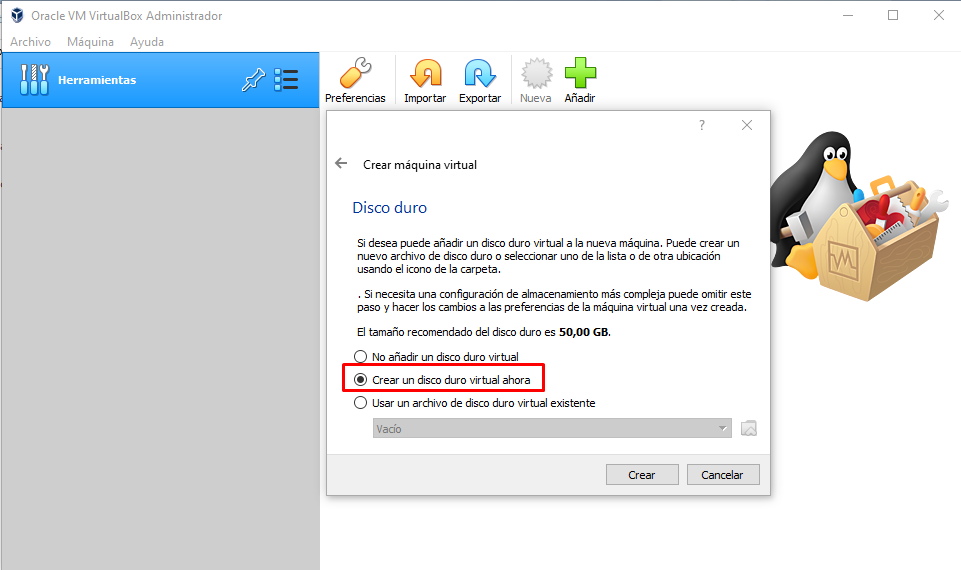 Oracle VM VirtualBox Administrador
Archivo Máquina Ayuda
Herramientas
Preferencias Importar Exportar Nueva Añadir
?
Crear máquina virtual
Disco duro
Si desea puede añadir un disco duro virtual a la nueva máquina. Puede crear un
nuevo archivo de disco duro o seleccionar uno de la lista o de otra ubicación
usando el icono de la carpeta.
. Si necesita una configuración de almacenamiento más compleja puede omitir este
paso y hacer los cambios a las preferencias de la máquina virtual una vez creada.
El tamaño recomendado del disco duro es 50,00 GB.
No añadir un disco duro virtual
Crear un disco duro virtual ahora
Usar un archivo de disco duro virtual existente
Vacío
Crear Cancelar